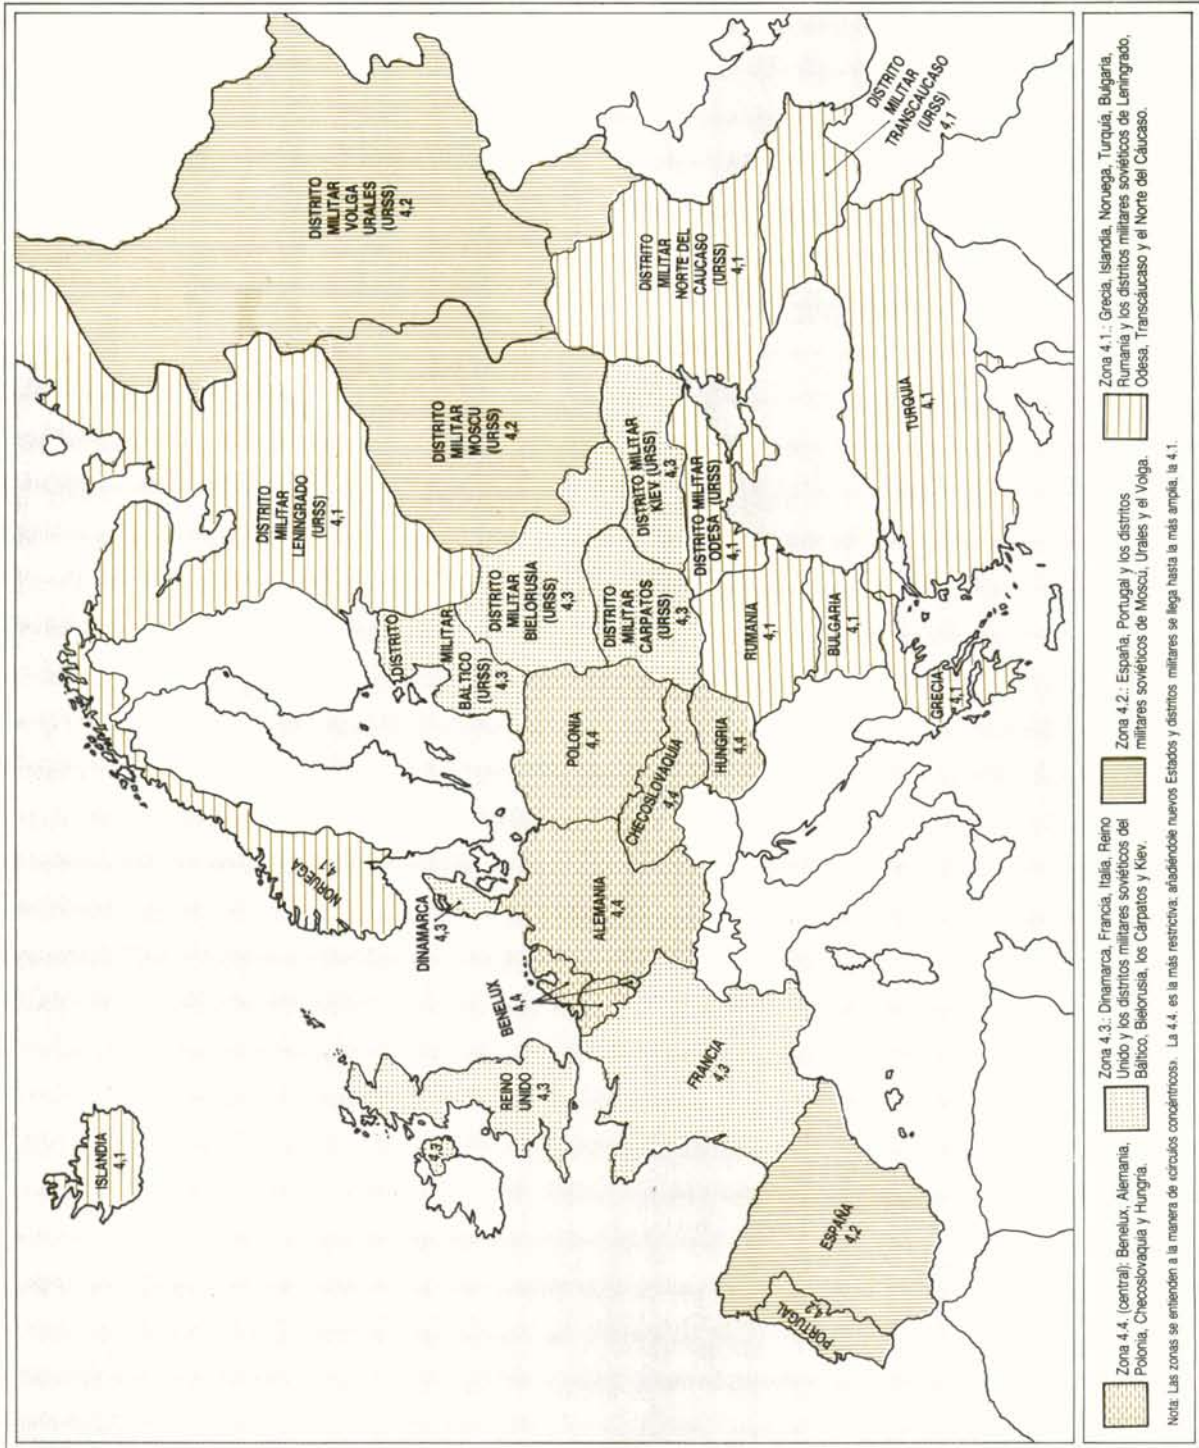 ISLANDIA
4,1
NORUEGA
4,1
DINAMARCA
4,3
REINO
UNIDO
4,3
4,3
BENELUX
4,4
ALEMANIA
4,4
FRANCIA
4,3
ESPAÑA
4,2
PORTUGAL
4,2
POLONIA
4,4
CHECOSLOVAQUIA
4,4
HUNGRIA
4,4
DISTRITO
MILITAR
BALTICO
(URSS)
4,3
DISTRITO
MILITAR
LENINGRADO
(URSS)
4,1
DISTRITO
MILITAR
BIELORUSIA
(URSS)
4,3
DISTRITO
MILITAR
CARPATOS
(URSS)
4,3
DISTRITO
MILITAR
MOSCU
(URSS)
4,2
DISTRITO MILITAR
KIEV (URSS)
4,3
DISTRITO MILITAR
ODESA (URSS)
4,1
DISTRITO
MILITAR
VOLGA
URALES
(URSS)
4,2
DISTRITO
MILITAR
NORTE DEL
CAUCASO
(URSS)
4,1
DISTRITO
MILITAR
TRANSCAUCASO
(URSS)
4,1
RUMANIA
4,1
BULGARIA
4,1
GRECIA
4,1
TURQUIA
4,1
Zona 4.4. (central): Benelux, Alemania,
Polonia, Checoslovaquia y Hungría.
Zona 4.3.: Dinamarca, Francia, Italia, Reino
Unido y los distritos militares soviéticos del
Báltico, Bielorusia, los Cárpatos y Kiev.
Zona 4.2.: España, Portugal y los distritos
militares soviéticos de Moscú, Urales y el Volga.
Zona 4.1.: Grecia, Islandia, Noruega, Turquía, Bulgaria,
Rumanía y los distritos militares soviéticos de Leningrado,
Odesa, Transcáucaso y el Norte del Cáucaso.
Nota: Las zonas se entienden a la manera de «círculos concéntricos». La 4.4. es la más restrictiva; añadiéndole nuevos Estados y distritos militares se llega hasta la más amplia, la 4.1.